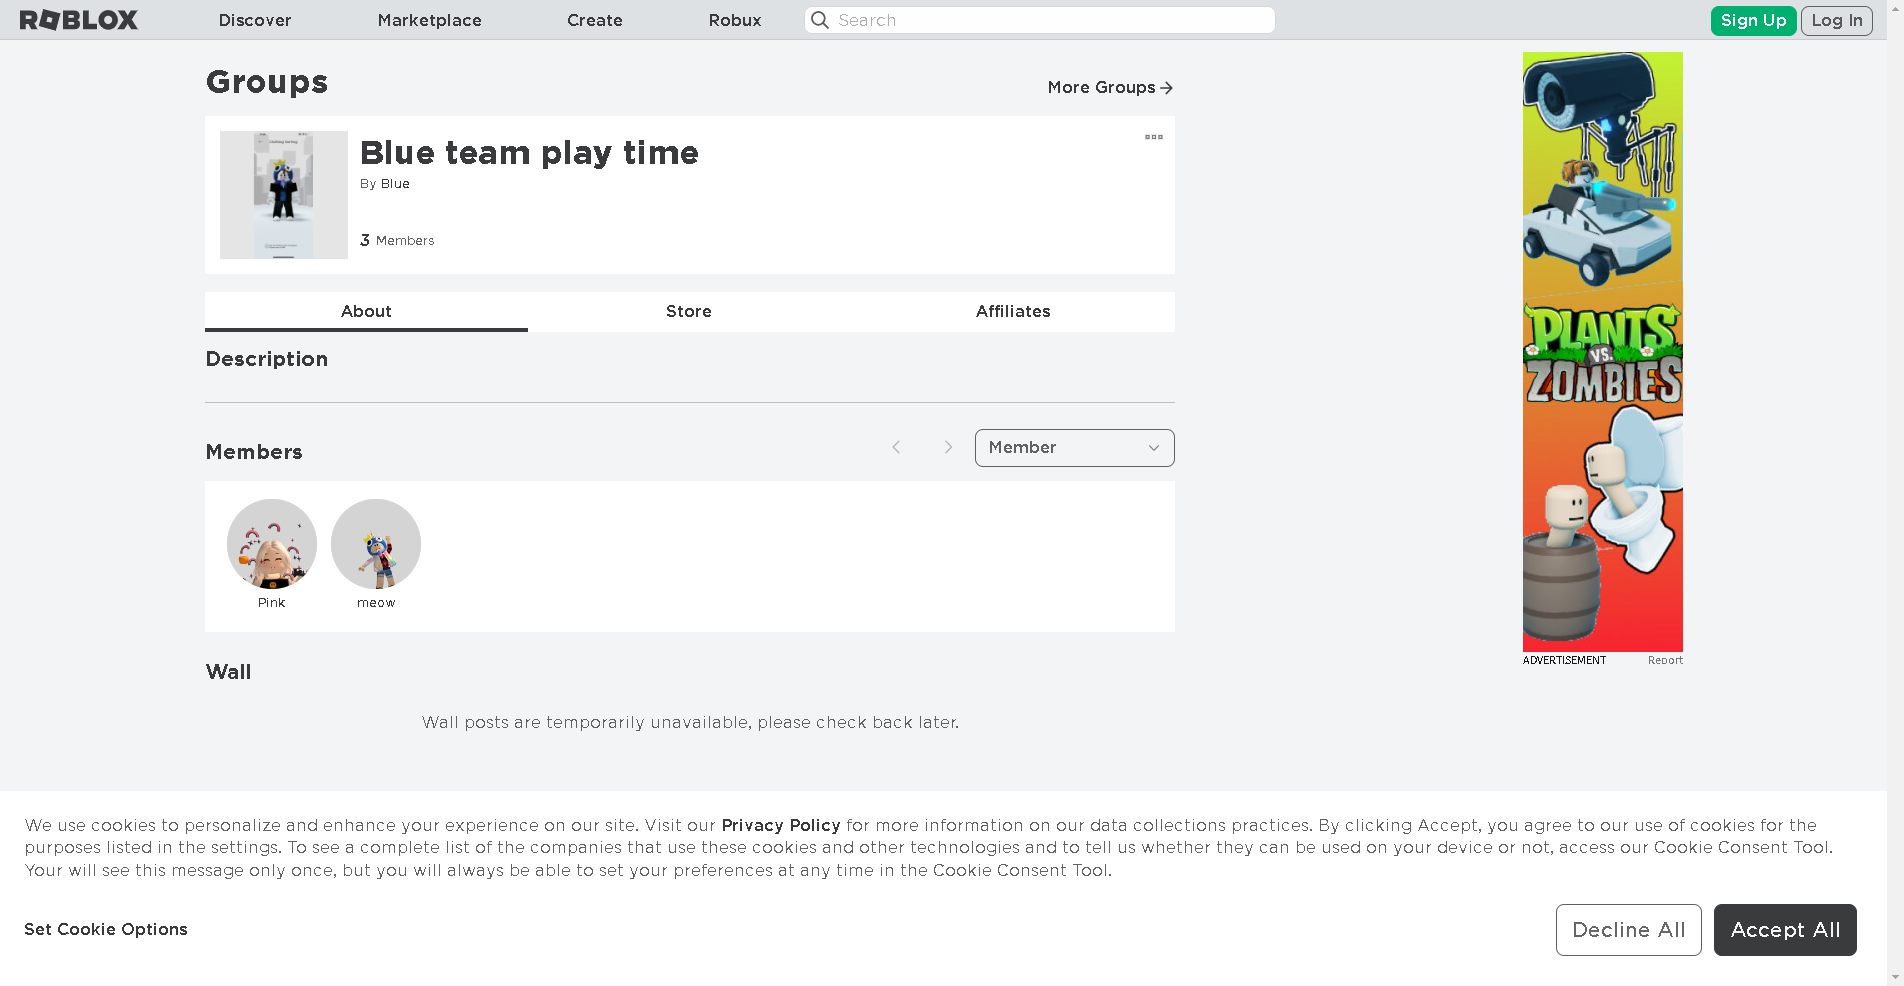 ROBLOX Discover Marketplace Create Robux Search Sign Up Log In
Groups
More Groups
Blue team play time
By Blue
3 Members
About Store Affiliates
Description
Members
Member
Pink meow
Wall
Wall posts are temporarily unavailable, please check back later.
PLANTS
VS.
ZOMBIES
ADVERTISEMENT Report
We use cookies to personalize and enhance your experience on our site. Visit our Privacy Policy for more information on our data collections practices. By clicking Accept, you agree to our use of cookies for the
purposes listed in the settings. To see a complete list of the companies that use these cookies and other technologies and to tell us whether they can be used on your device or not, access our Cookie Consent Tool.
Your will see this message only once, but you will always be able to set your preferences at any time in the Cookie Consent Tool.
Set Cookie Options
Decline All Accept All